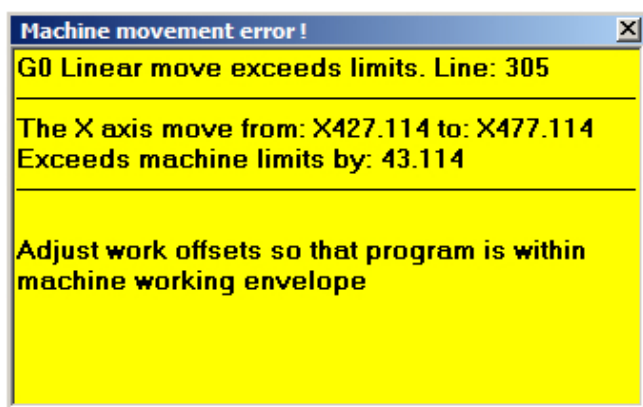 Machine movement error !
G0 Linear move exceeds limits. Line: 305
The X axis move from: X427.114 to: X477.114
Exceeds machine limits by: 43.114
Adjust work offsets so that program is within
machine working envelope